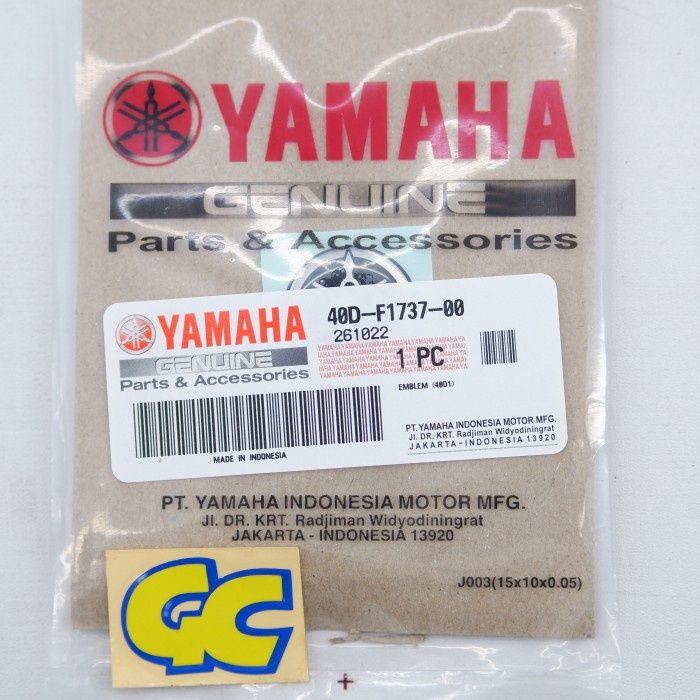 YAMAHA
GENUINE
Parts & Accessories
YAMAHA
GENUINE
Parts & Accessories
40D-F1737-00
261022
1 PC
EMBLEM (40D1)
MADE IN INDONESIA
PT. YAMAHA INDONESIA MOTOR MFG.
Jl. DR. KRT. Radjiman Widyodiningrat
JAKARTA-INDONESIA 13920
PT. YAMAHA INDONESIA MOTOR MFG.
Jl. DR. KRT. Radjiman Widyodiningrat
JAKARTA - INDONESIA 13920
J003(15x10x0.05)
GC